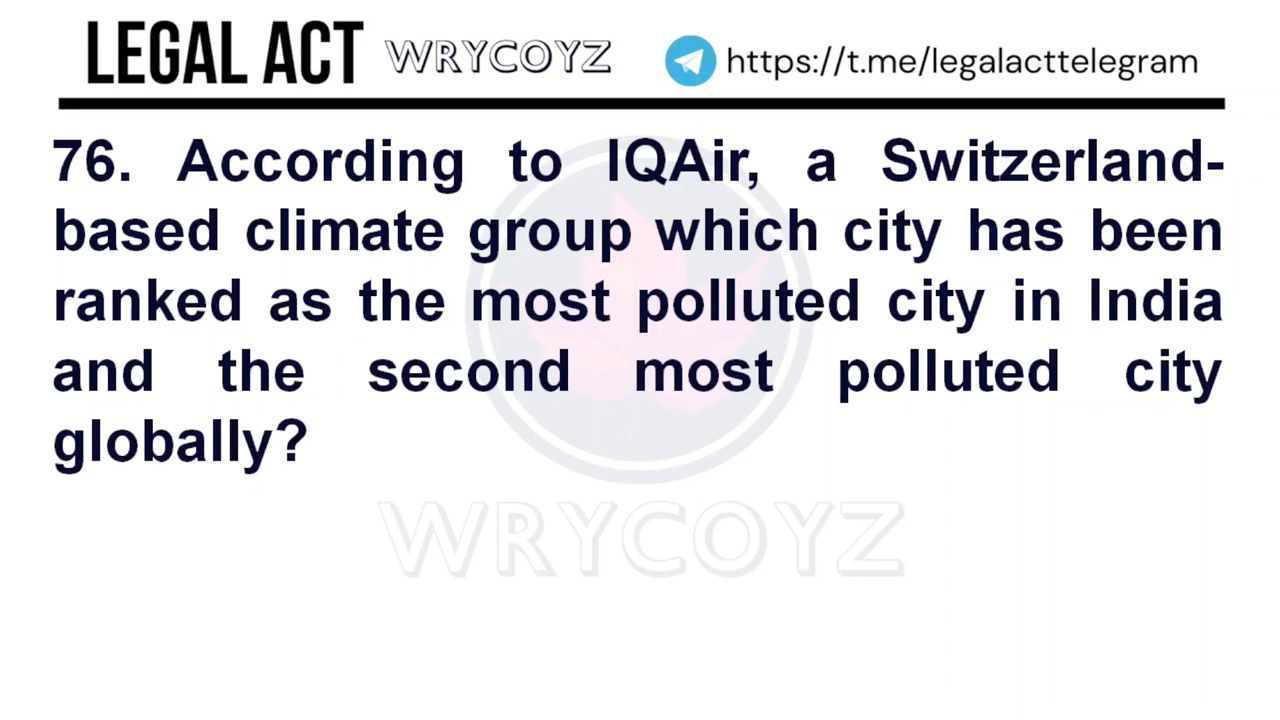 LEGAL ACT WRYCOYZ https://t.me/legalacttelegram
76. According to IQAir, a Switzerland-
based climate group which city has been
ranked as the most polluted city in India
and the second most polluted city
globally?
WRYCOYZ